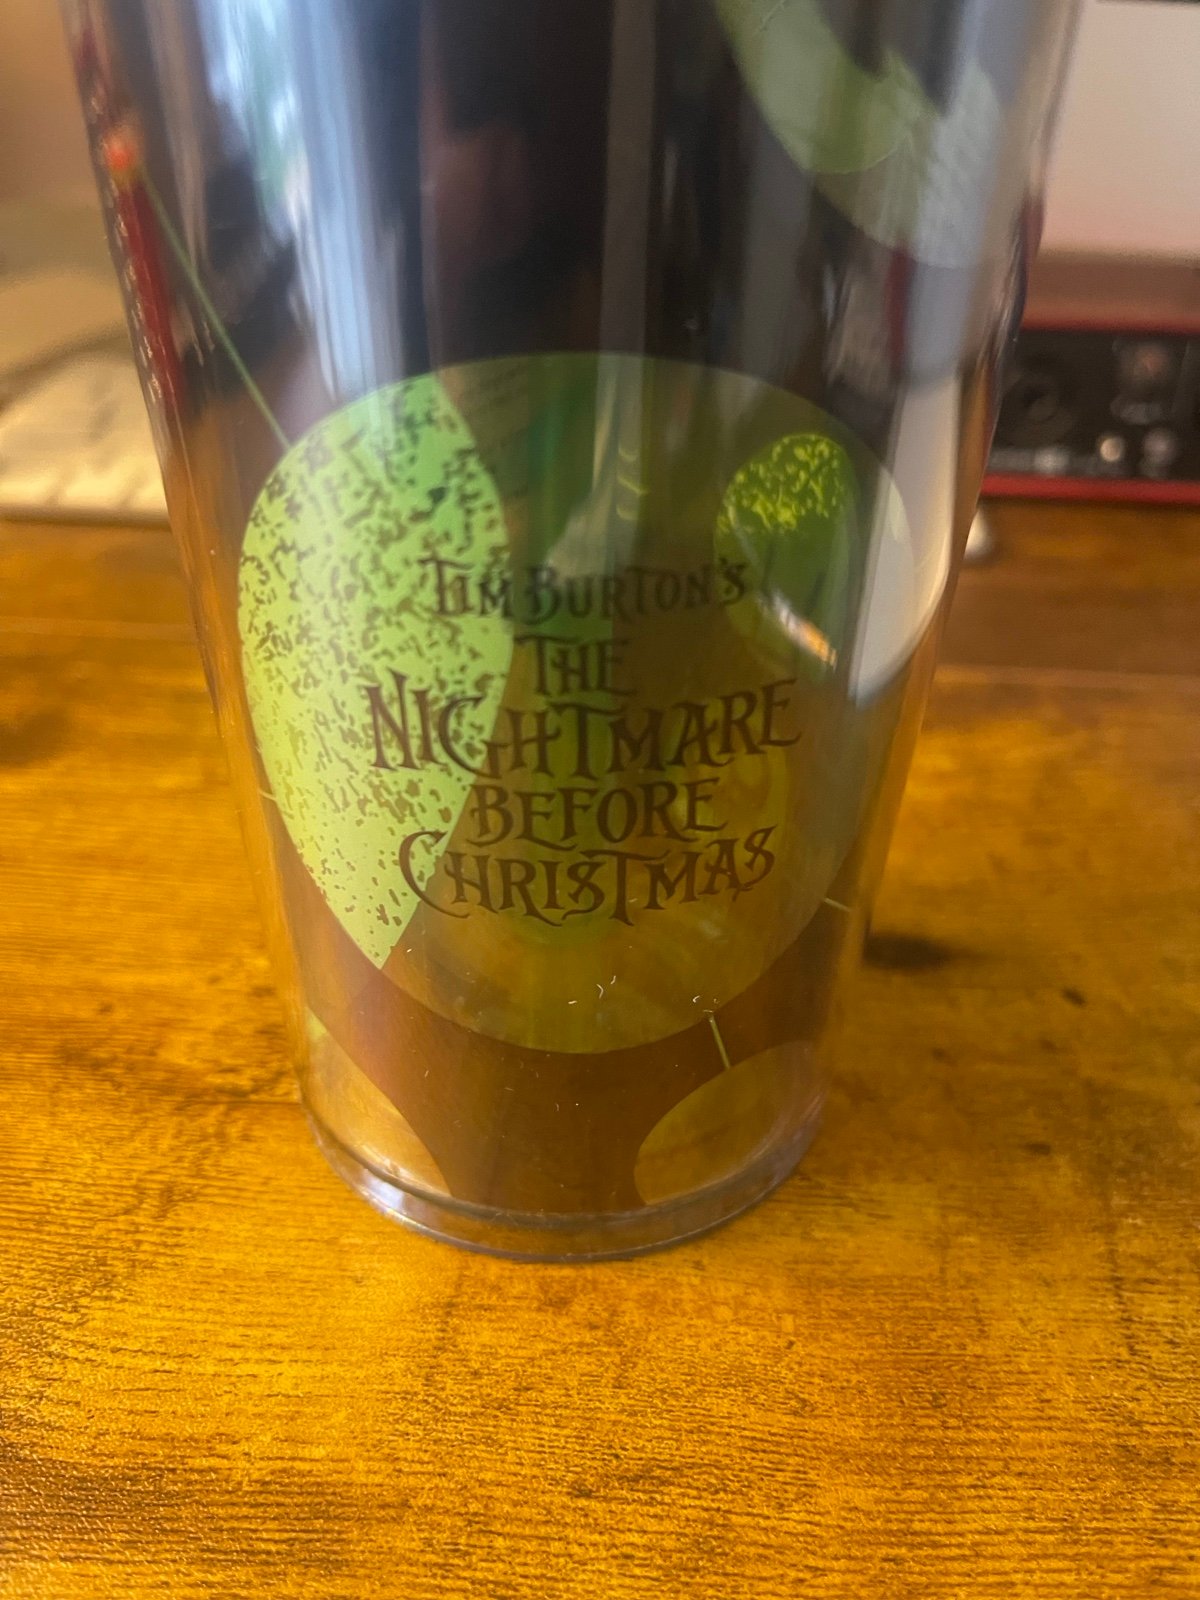 Tim Burton's
The
Nightmare
Before
Christmas